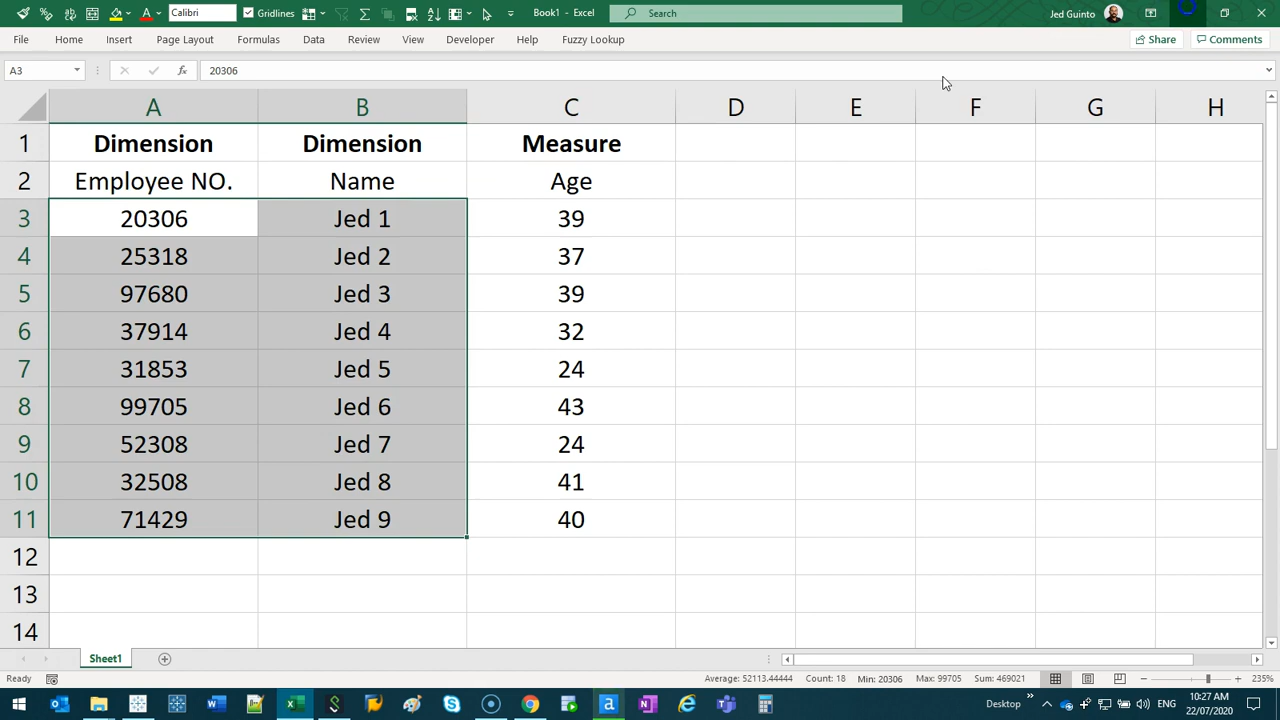 Calibri Gridlines Book1 - Excel Search Jed Guinto
File Home Insert Page Layout Formulas Data Review View Developer Help Fuzzy Lookup Share Comments
A3 fx 20306
A B C D E F G H
1 Dimension Dimension Measure
2 Employee NO. Name Age
3 20306 Jed 1 39
4 25318 Jed 2 37
5 97680 Jed 3 39
6 37914 Jed 4 32
7 31853 Jed 5 24
8 99705 Jed 6 43
9 52308 Jed 7 24
10 32508 Jed 8 41
11 71429 Jed 9 40
12
13
14
Sheet1
Ready Average: 52113.44444 Count: 18 Min: 20306 Max: 99705 Sum: 469021 235%
Desktop 10:27 AM
22/07/2020